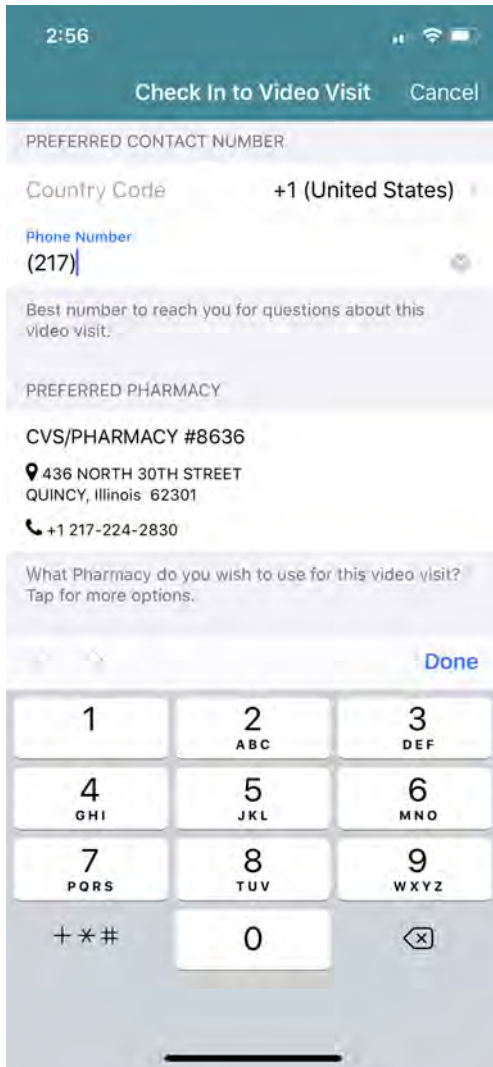 2:56
Check In to Video Visit Cancel
PREFERRED CONTACT NUMBER
Country Code +1 (United States)
Phone Number
(217)
Best number to reach you for questions about this
video visit.
PREFERRED PHARMACY
CVS/PHARMACY #8636
436 NORTH 30TH STREET
QUINCY, Illinois 62301
+1 217-224-2830
What Pharmacy do you wish to use for this video visit?
Tap for more options.
Done
1 2 3
ABC DEF
4 5 6
GHI JKL MNO
7 8 9
PQRS TUV WXYZ
+*# 0